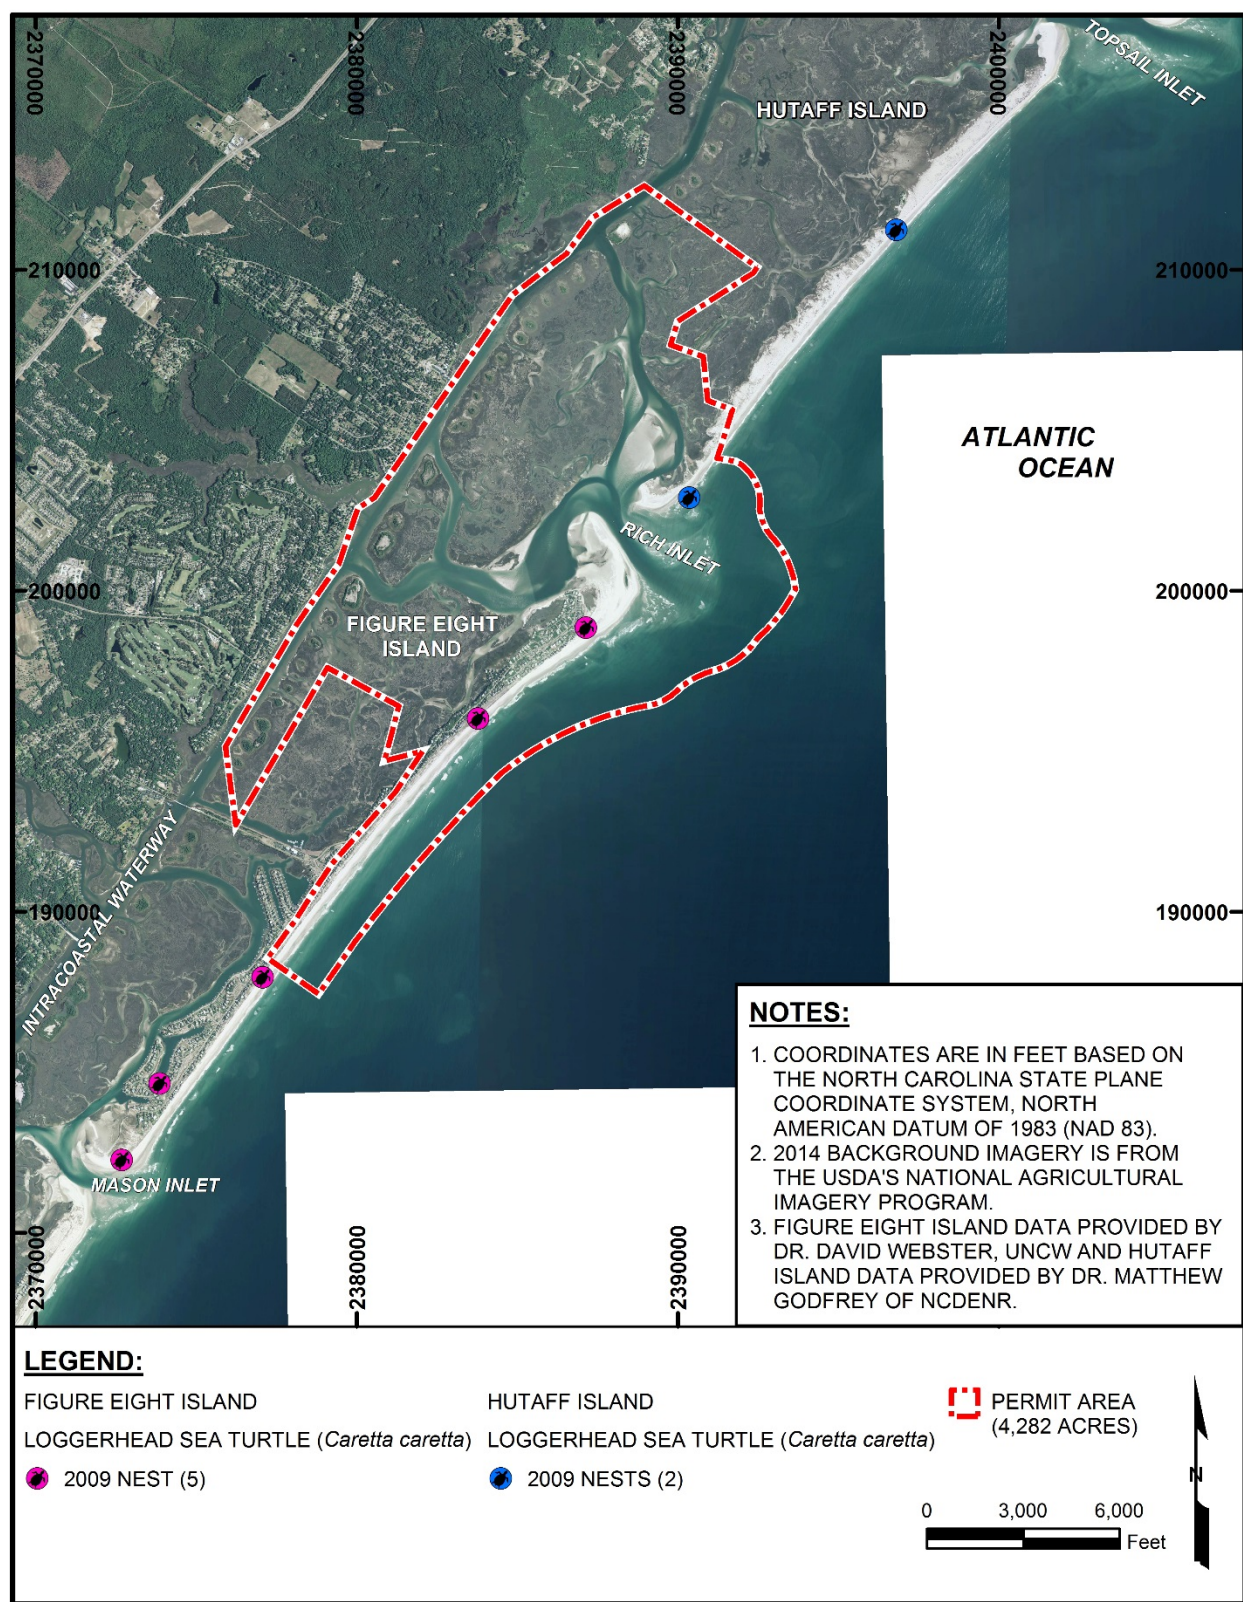 2370000
2380000
2390000
2400000
TOPSAIL INLET
HUTAFF ISLAND
210000
210000
ATLANTIC
OCEAN
RICH INLET
200000
200000
FIGURE EIGHT
ISLAND
INTRACOASTAL WATERWAY
190000
190000
MASON INLET
2370000
2380000
2390000
NOTES:
1. COORDINATES ARE IN FEET BASED ON
THE NORTH CAROLINA STATE PLANE
COORDINATE SYSTEM, NORTH
AMERICAN DATUM OF 1983 (NAD 83).
2. 2014 BACKGROUND IMAGERY IS FROM
THE USDA'S NATIONAL AGRICULTURAL
IMAGERY PROGRAM.
3. FIGURE EIGHT ISLAND DATA PROVIDED BY
DR. DAVID WEBSTER, UNCW AND HUTAFF
ISLAND DATA PROVIDED BY DR. MATTHEW
GODFREY OF NCDENR.
LEGEND:
FIGURE EIGHT ISLAND
LOGGERHEAD SEA TURTLE (Caretta caretta)
2009 NEST (5)
HUTAFF ISLAND
LOGGERHEAD SEA TURTLE (Caretta caretta)
2009 NESTS (2)
PERMIT AREA
(4,282 ACRES)
N
0 3,000 6,000
Feet